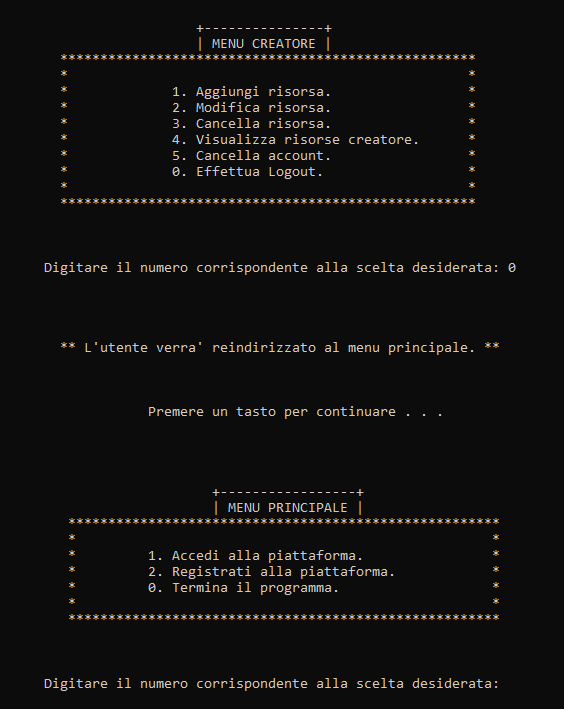 +---------------+
| MENU CREATORE |
****************************************************
* *
* 1. Aggiungi risorsa. *
* 2. Modifica risorsa. *
* 3. Cancella risorsa. *
* 4. Visualizza risorse creatore. *
* 5. Cancella account. *
* 0. Effettua Logout. *
* *
****************************************************
Digitare il numero corrispondente alla scelta desiderata: 0
** L'utente verra' reindirizzato al menu principale. **
Premere un tasto per continuare . . .
+-----------------+
| MENU PRINCIPALE |
******************************************************
* *
* 1. Accedi alla piattaforma. *
* 2. Registrati alla piattaforma. *
* 0. Termina il programma. *
* *
******************************************************
Digitare il numero corrispondente alla scelta desiderata: